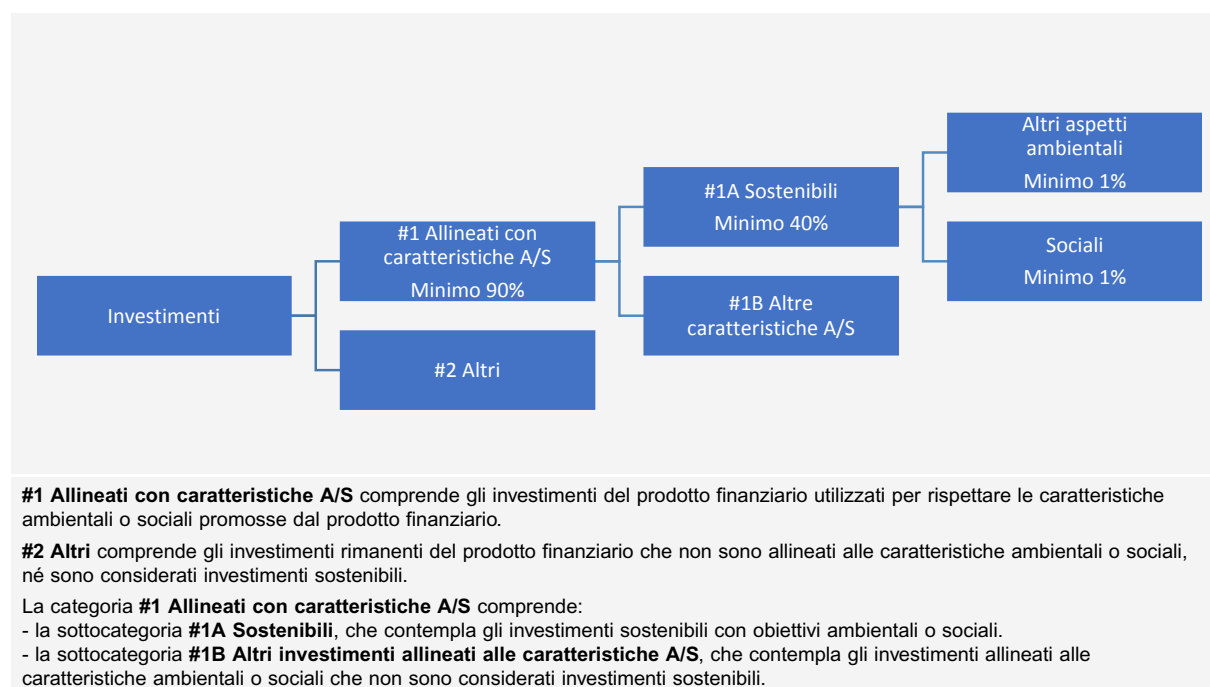 Investimenti
#1 Allineati con
caratteristiche A/S
Minimo 90%
#2 Altri
#1A Sostenibili
Minimo 40%
#1B Altre
caratteristiche A/S
Altri aspetti
ambientali
Minimo 1%
Sociali
Minimo 1%
#1 Allineati con caratteristiche A/S comprende gli investimenti del prodotto finanziario utilizzati per rispettare le caratteristiche
ambientali o sociali promosse dal prodotto finanziario.
#2 Altri comprende gli investimenti rimanenti del prodotto finanziario che non sono allineati alle caratteristiche ambientali o sociali,
né sono considerati investimenti sostenibili.
La categoria #1 Allineati con caratteristiche A/S comprende:
- la sottocategoria #1A Sostenibili, che contempla gli investimenti sostenibili con obiettivi ambientali o sociali.
- la sottocategoria #1B Altri investimenti allineati alle caratteristiche A/S, che contempla gli investimenti allineati alle
caratteristiche ambientali o sociali che non sono considerati investimenti sostenibili.